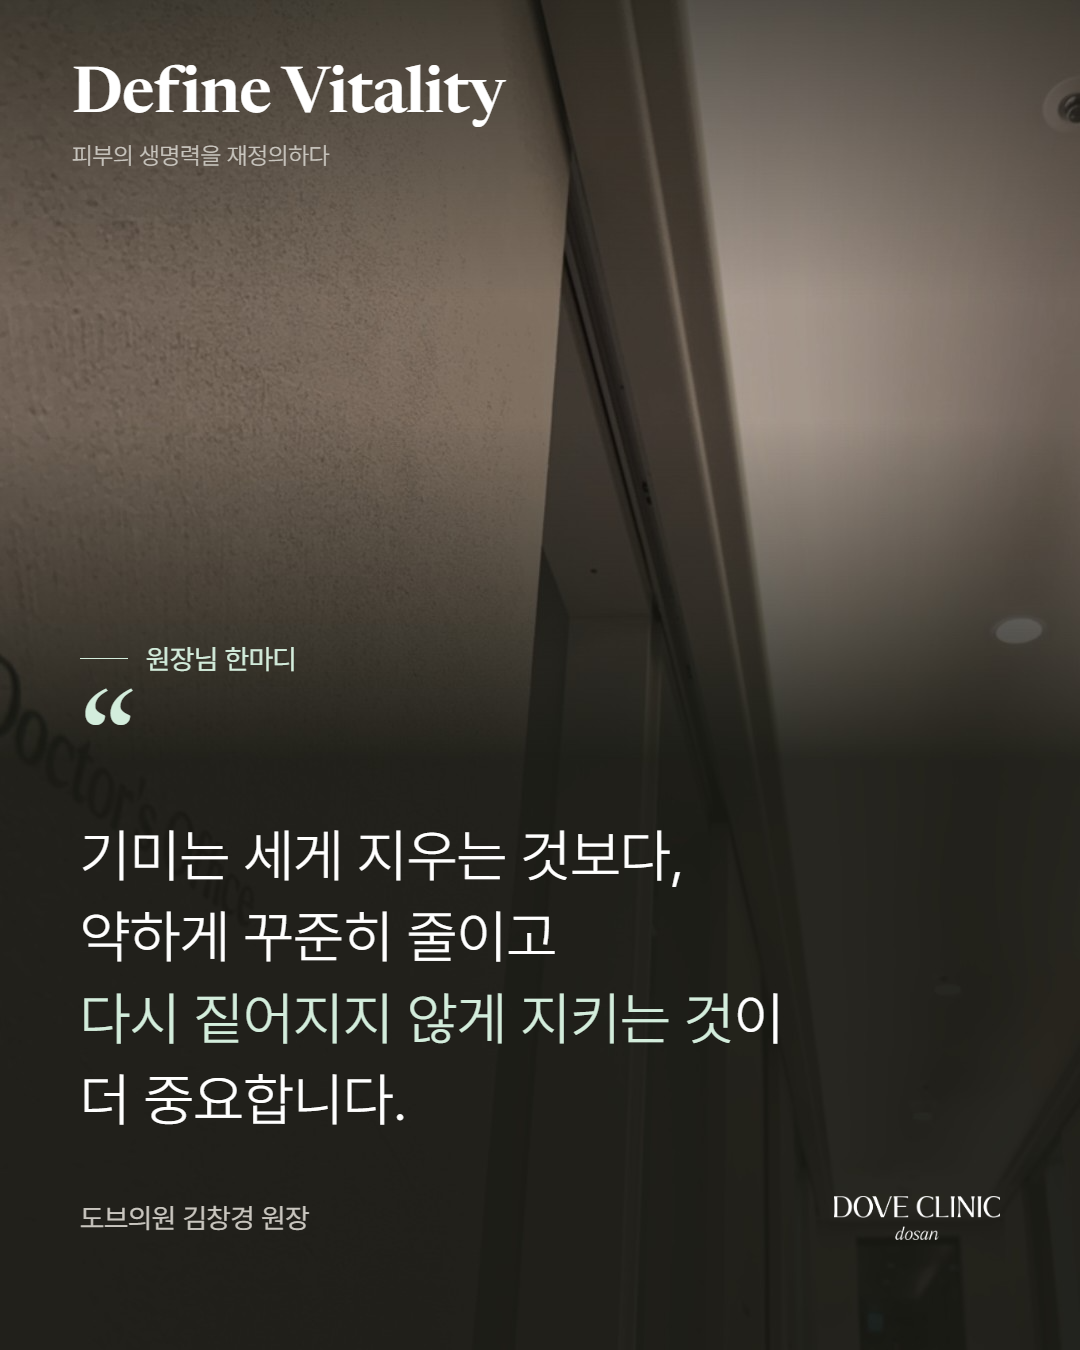 Define Vitality
피부의 생명력을 재정의하다
원장님 한마디
“
기미는 세게 지우는 것보다,
약하게 꾸준히 줄이고
다시 짙어지지 않게 지키는 것이
더 중요합니다.
도브의원 김창경 원장
DOVE CLINIC
dosan
Doctor's Office